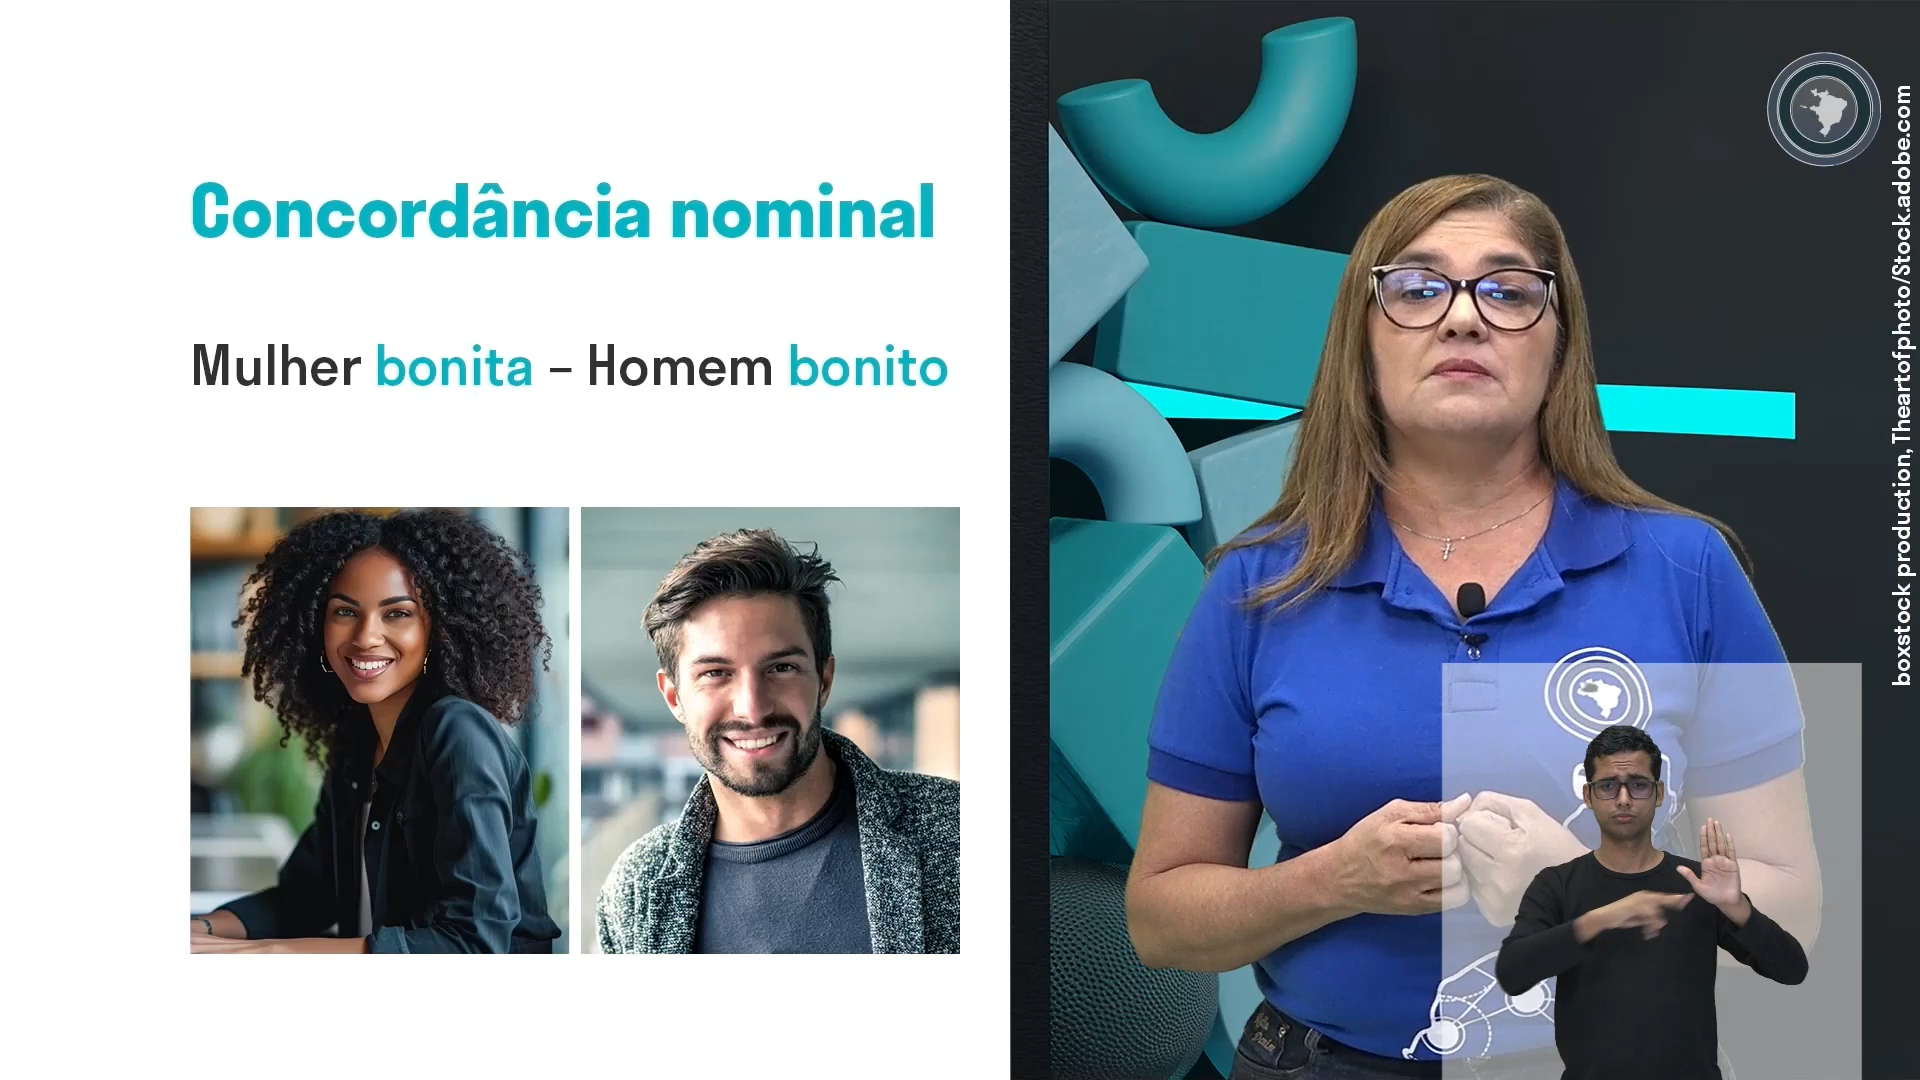 Concordância nominal
Mulher bonita – Homem bonito
boxstock production, Theartofphoto/Stock.adobe.com